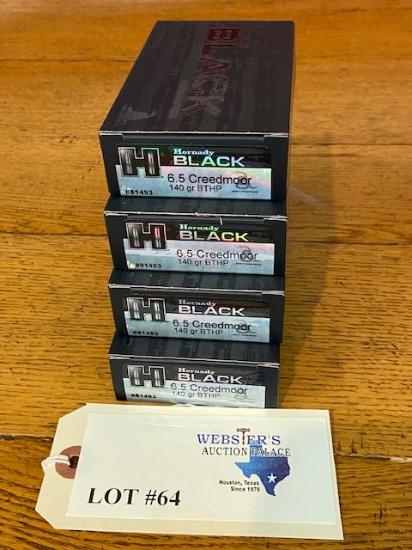 BLACK
H
Hornady
BLACK
6.5 Creedmoor
#81493 140 gr BTHP
H
Hornady
BLACK
6.5 Creedmoor
#81493 140 gr BTHP
H
Hornady
BLACK
6.5 Creedmoor
#81493 140 gr BTHP
H
Hornady
BLACK
6.5 Creedmoor
#81493 140 gr BTHP
WEBSTER'S
AUCTION PALACE
Houston, Texas
Since 1979
LOT #64